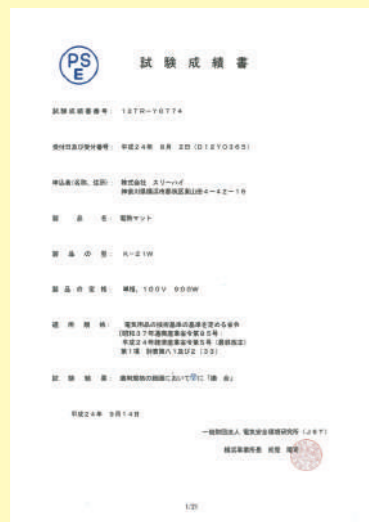 PS
E
試験成績書
試験成績書番号： 12TR-Y0774
受付日及び受付番号： 平成24年 8月 2日 (D12Y0365)
申込者(名称、住所)： 株式会社 スリーハイ
神奈川県横浜市都筑区東山田4-42-16
製品名： 電熱マット
製品の型： K-21W
製品の定格： 単相，100V 900W
適用規格： 電気用品の技術基準の基準を定める省令
(昭和37年通商産業省令第85号)
平成24年経済産業省令第5号 (最終改正)
第1項 別表第八1及び2 (33)
試験結果： 適用規格の範囲において「適合」
平成24年 9月14日
一般財団法人 電気安全環境研究所 (JET)
横浜事業所長
1/21